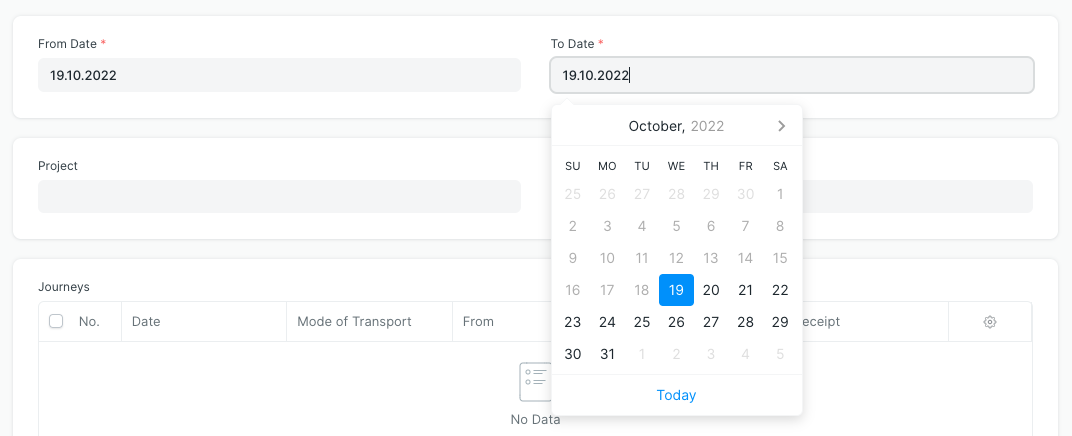 From Date *
To Date *
19.10.2022
19.10.2022
October, 2022
Project
SU MO TU WE TH FR SA
25 26 27 28 29 30 1
2 3 4 5 6 7 8
9 10 11 12 13 14 15
16 17 18 19 20 21 22
23 24 25 26 27 28 29
30 31 1 2 3 4 5
Today
Journeys
No. Date Mode of Transport From
No Data